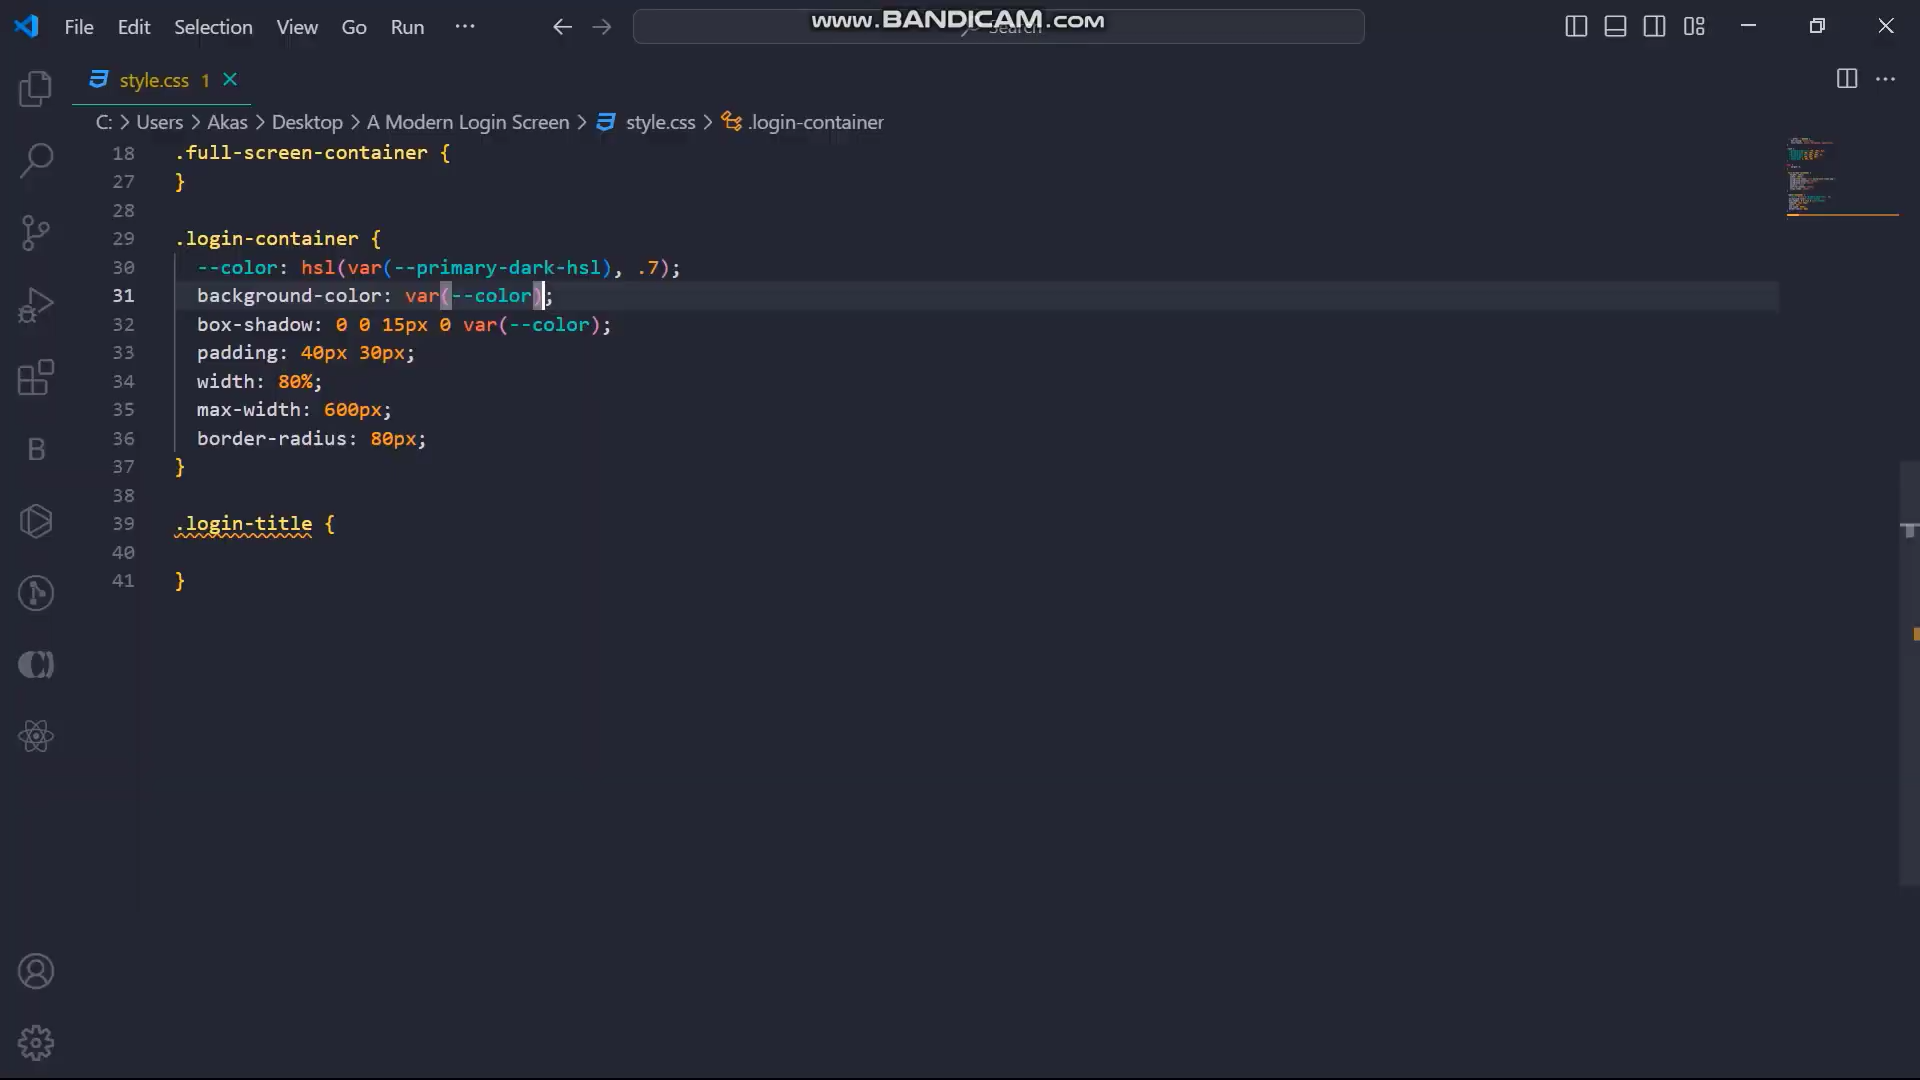 File Edit Selection View Go Run ··· www.BANDICAM.com Search
style.css 1
C: > Users > Akas > Desktop > A Modern Login Screen > style.css > .login-container
18 .full-screen-container {
27 }
28
29 .login-container {
30 --color: hsl(var(--primary-dark-hsl), .7);
31 background-color: var(--color);
32 box-shadow: 0 0 15px 0 var(--color);
33 padding: 40px 30px;
34 width: 80%;
35 max-width: 600px;
36 border-radius: 80px;
37 }
38
39 .login-title {
40
41 }
B